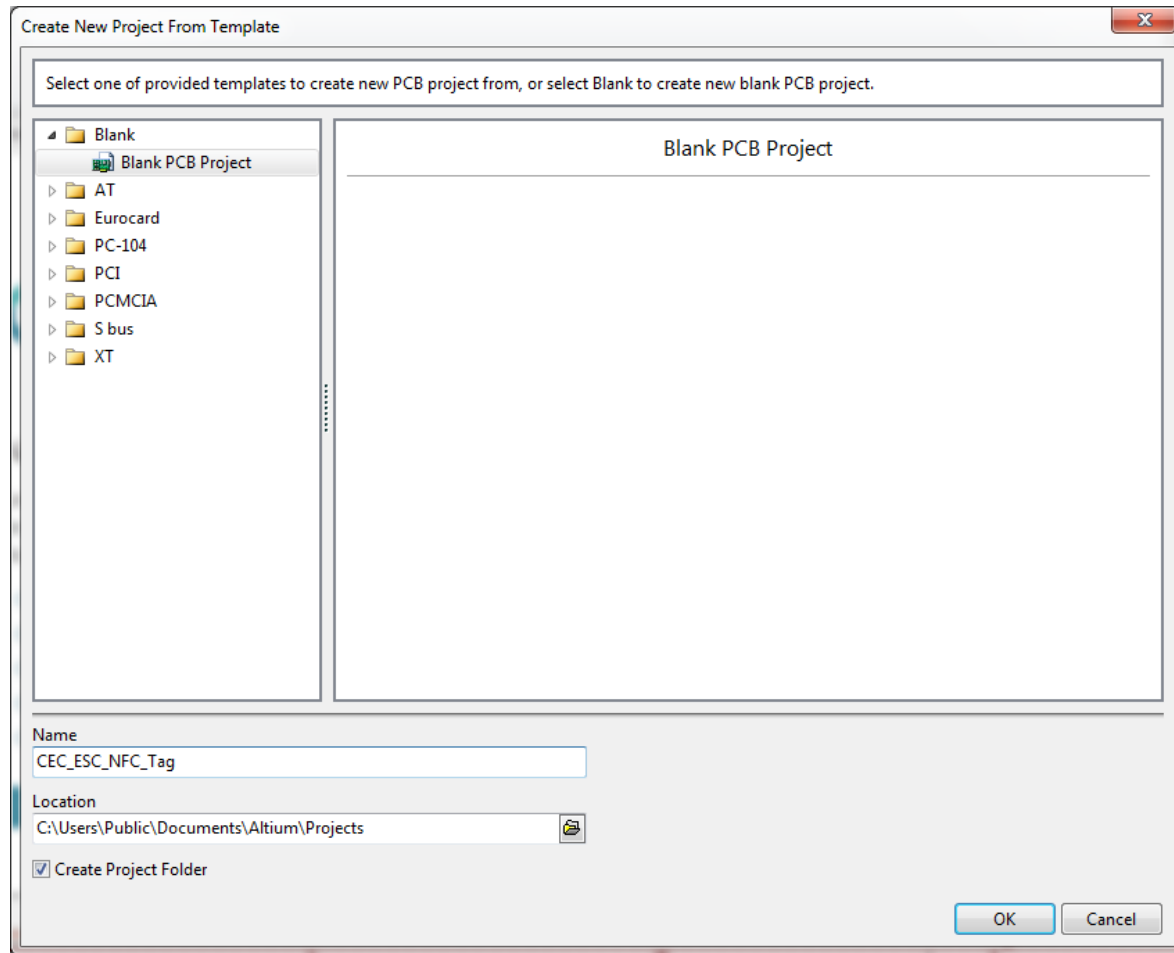 Create New Project From Template
Select one of provided templates to create new PCB project from, or select Blank to create new blank PCB project.
Blank
Blank PCB Project
AT
Eurocard
PC-104
PCI
PCMCIA
S bus
XT
Blank PCB Project
Name
CEC_ESC_NFC_Tag
Location
C:\Users\Public\Documents\Altium\Projects
Create Project Folder
OK
Cancel